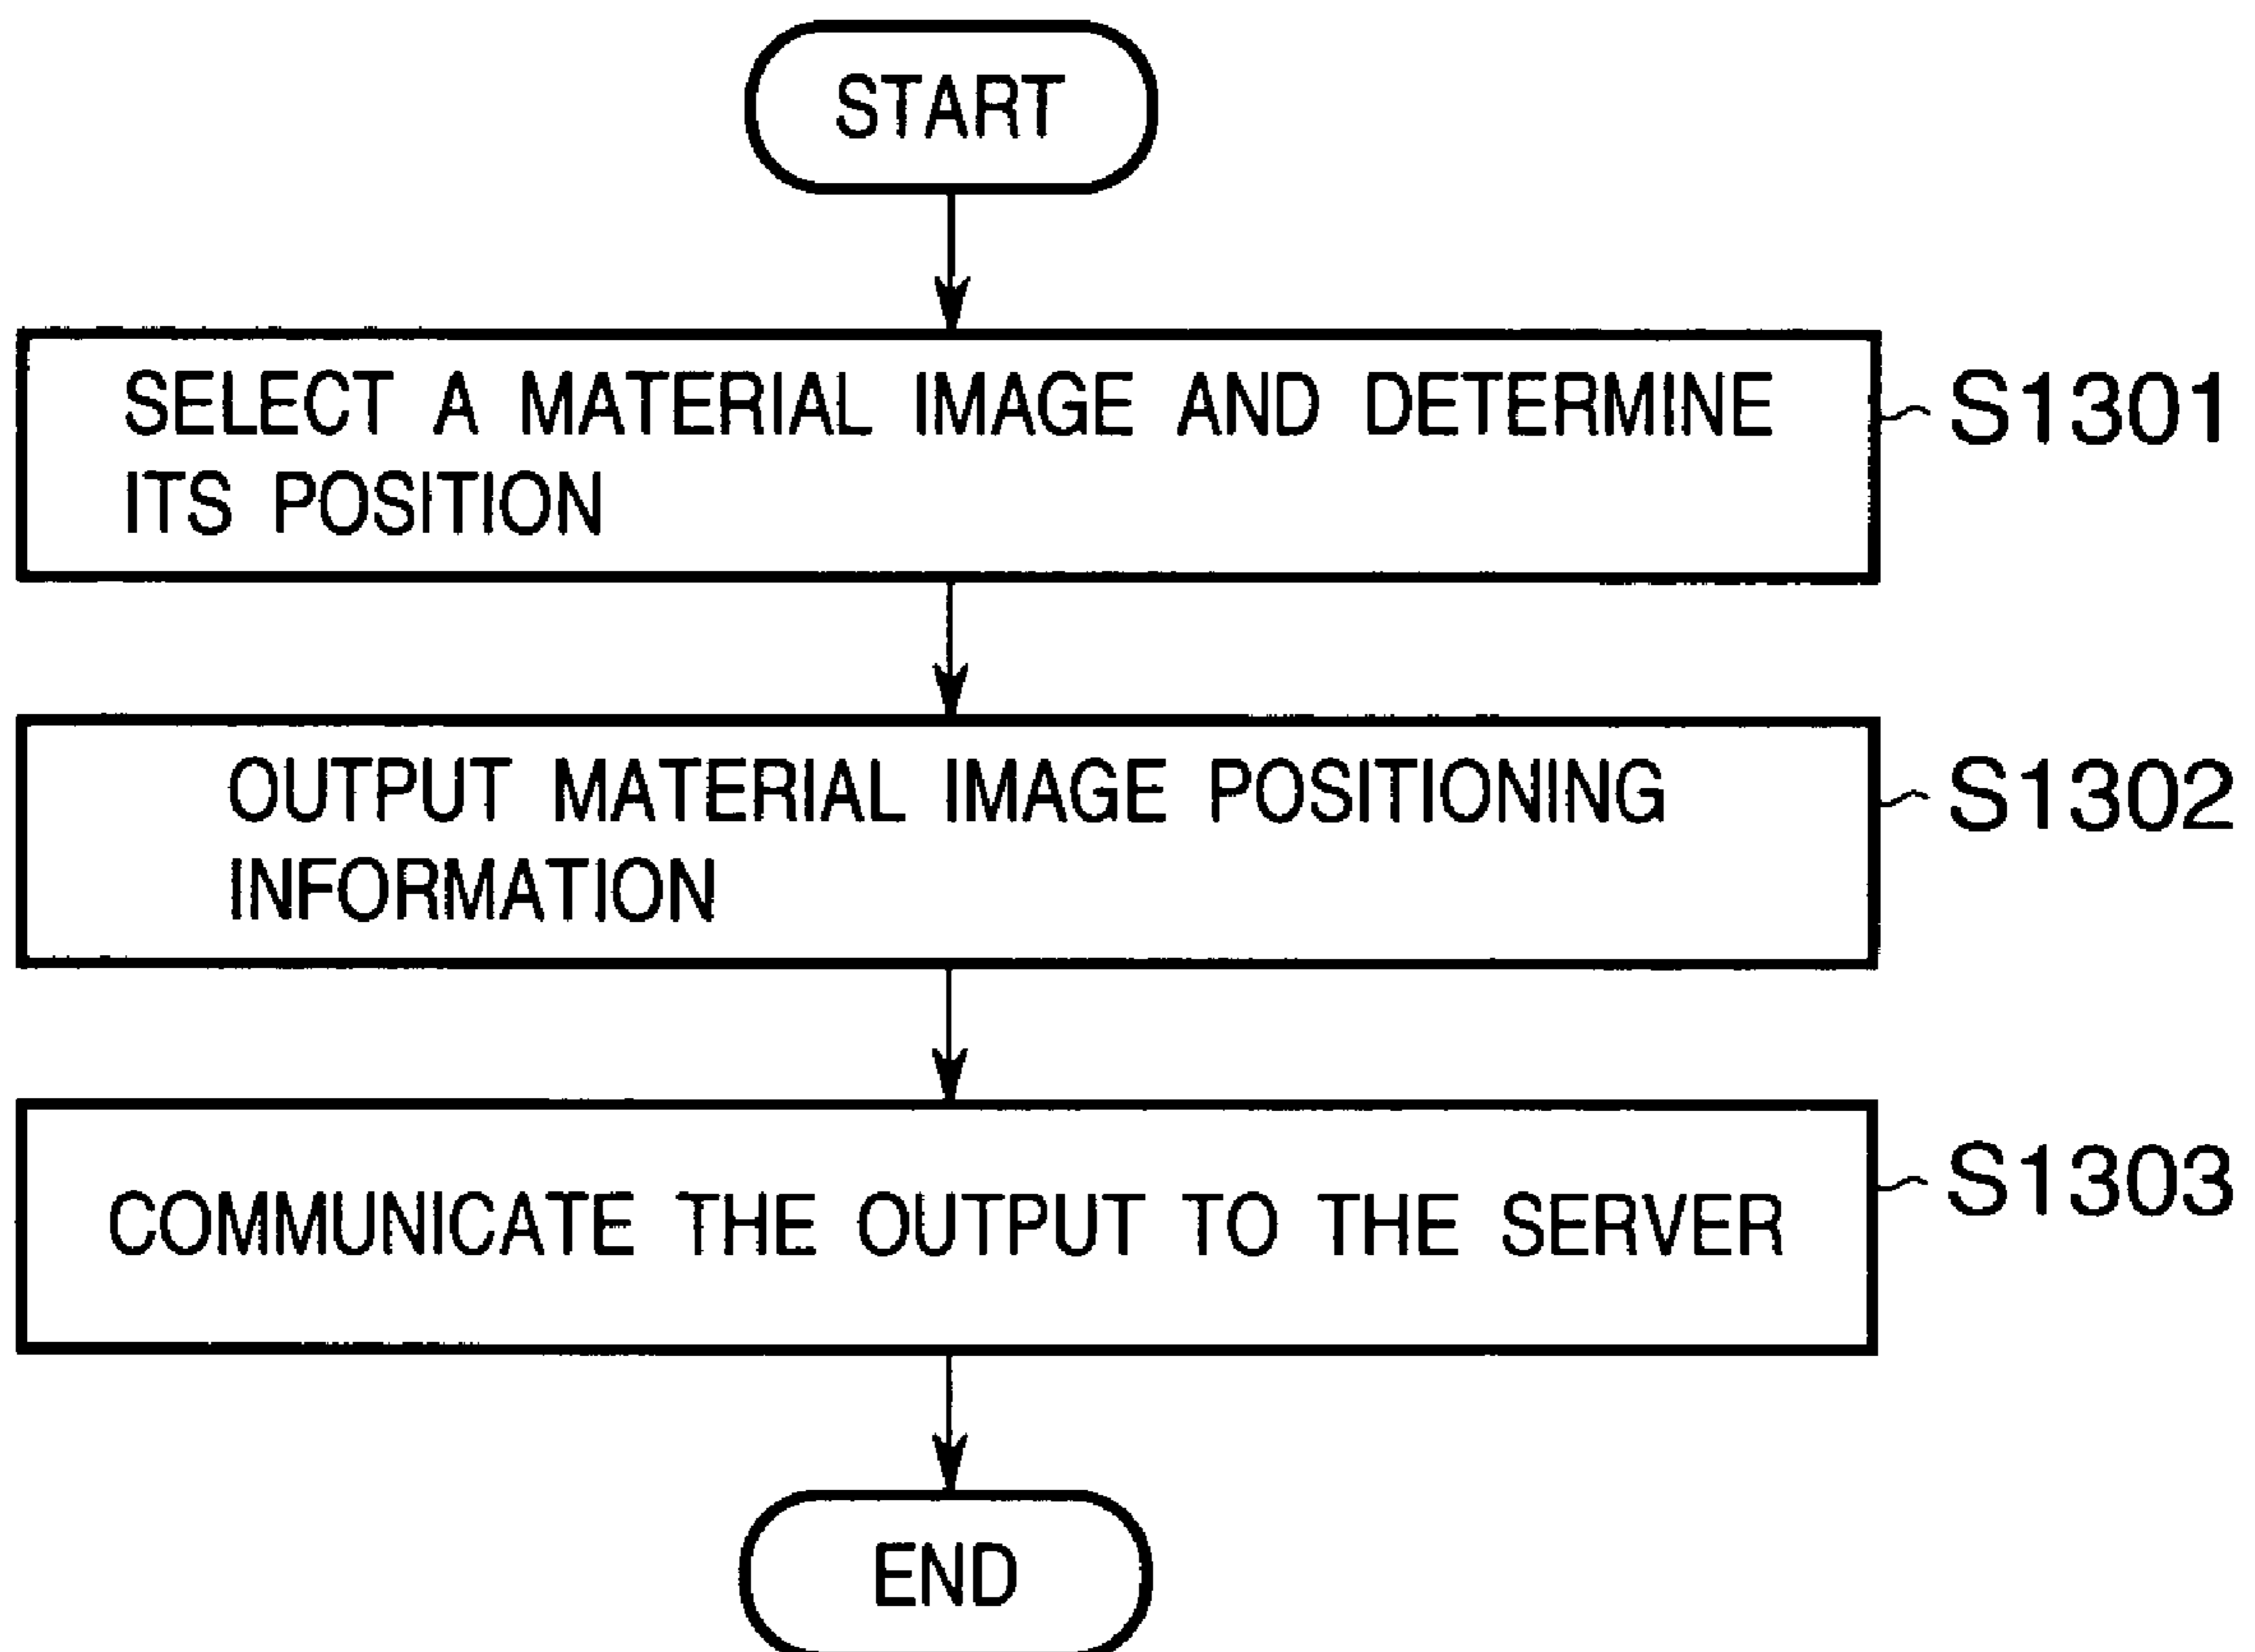 START
SELECT A MATERIAL IMAGE AND DETERMINE
ITS POSITION
S1301
OUTPUT MATERIAL IMAGE POSITIONING
INFORMATION
S1302
COMMUNICATE THE OUTPUT TO THE SERVER
S1303
END